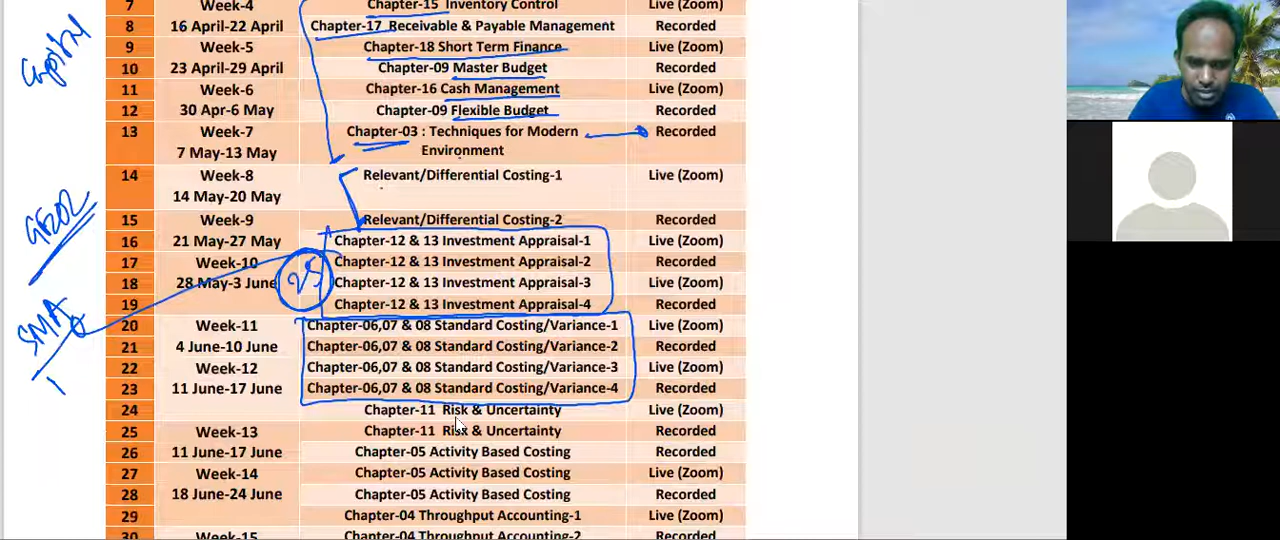 7 Week-4 Chapter-15 Inventory Control Live (Zoom)
8 16 April-22 April Chapter-17 Receivable & Payable Management Recorded
9 Week-5 Chapter-18 Short Term Finance Live (Zoom)
10 23 April-29 April Chapter-09 Master Budget Recorded
11 Week-6 Chapter-16 Cash Management Live (Zoom)
12 30 Apr-6 May Chapter-09 Flexible Budget Recorded
13 Week-7 Chapter-03 : Techniques for Modern Recorded
7 May-13 May Environment
14 Week-8 Relevant/Differential Costing-1 Live (Zoom)
14 May-20 May
15 Week-9 Relevant/Differential Costing-2 Recorded
16 21 May-27 May Chapter-12 & 13 Investment Appraisal-1 Live (Zoom)
17 Week-10 Chapter-12 & 13 Investment Appraisal-2 Recorded
18 28 May-3 June Chapter-12 & 13 Investment Appraisal-3 Live (Zoom)
19 Chapter-12 & 13 Investment Appraisal-4 Recorded
20 Week-11 Chapter-06,07 & 08 Standard Costing/Variance-1 Live (Zoom)
21 4 June-10 June Chapter-06,07 & 08 Standard Costing/Variance-2 Recorded
22 Week-12 Chapter-06,07 & 08 Standard Costing/Variance-3 Live (Zoom)
23 11 June-17 June Chapter-06,07 & 08 Standard Costing/Variance-4 Recorded
24 Chapter-11 Risk & Uncertainty Live (Zoom)
25 Week-13 Chapter-11 Risk & Uncertainty Recorded
26 11 June-17 June Chapter-05 Activity Based Costing Recorded
27 Week-14 Chapter-05 Activity Based Costing Live (Zoom)
28 18 June-24 June Chapter-05 Activity Based Costing Recorded
29 Chapter-04 Throughput Accounting-1 Live (Zoom)
30 Week-15 Chapter-04 Throughput Accounting-2 Recorded
25
SMA